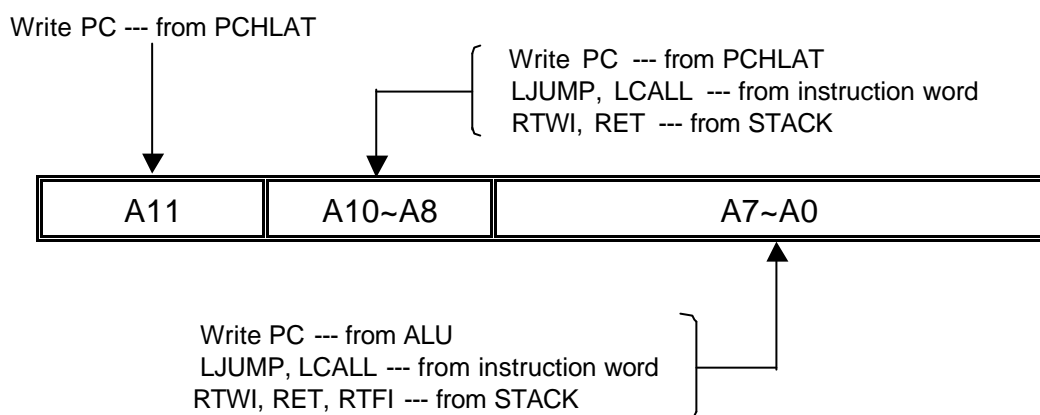 Write PC --- from PCHLAT
Write PC --- from PCHLAT
LJUMP, LCALL --- from instruction word
RTWI, RET --- from STACK
A11
A10~A8
A7~A0
Write PC --- from ALU
LJUMP, LCALL --- from instruction word
RTWI, RET, RTFI --- from STACK